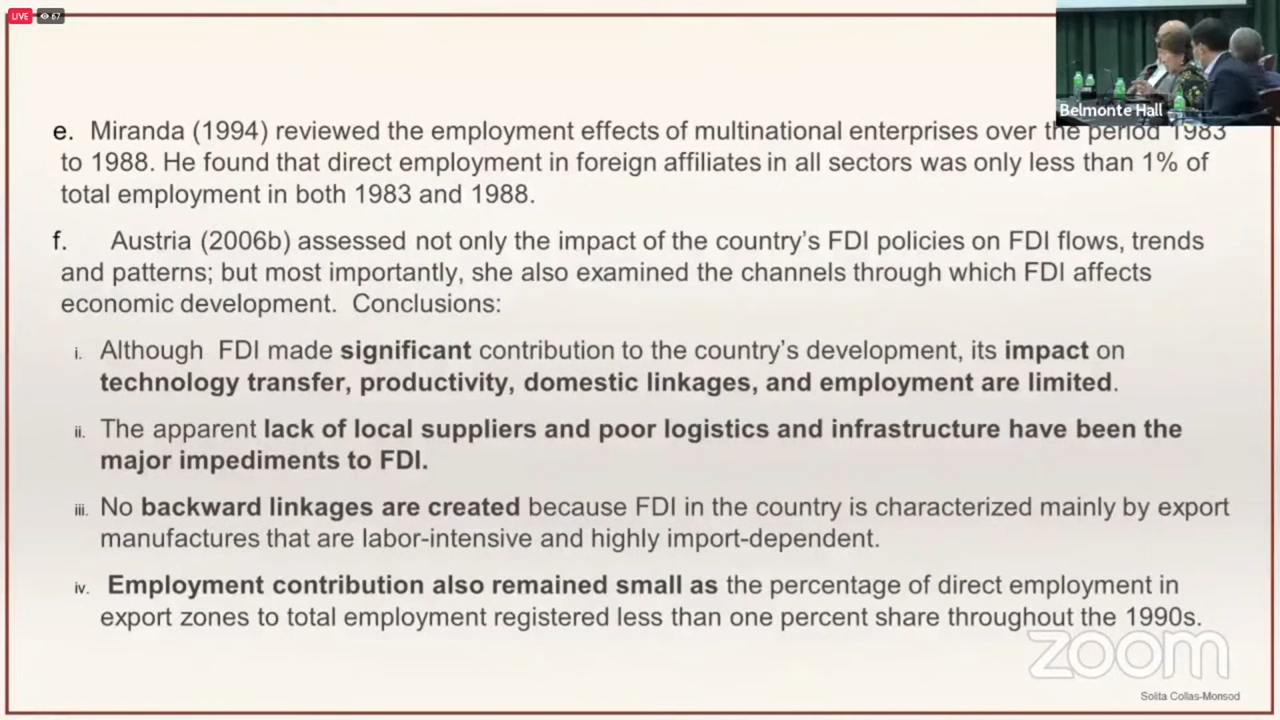 LIVE 67
Belmonte Hall
e. Miranda (1994) reviewed the employment effects of multinational enterprises over the period 1983
to 1988. He found that direct employment in foreign affiliates in all sectors was only less than 1% of
total employment in both 1983 and 1988.
f. Austria (2006b) assessed not only the impact of the country's FDI policies on FDI flows, trends
and patterns; but most importantly, she also examined the channels through which FDI affects
economic development. Conclusions:
i. Although FDI made significant contribution to the country's development, its impact on
technology transfer, productivity, domestic linkages, and employment are limited.
ii. The apparent lack of local suppliers and poor logistics and infrastructure have been the
major impediments to FDI.
iii. No backward linkages are created because FDI in the country is characterized mainly by export
manufactures that are labor-intensive and highly import-dependent.
iv. Employment contribution also remained small as the percentage of direct employment in
export zones to total employment registered less than one percent share throughout the 1990s.
zoom
Solita Collas-Monsod